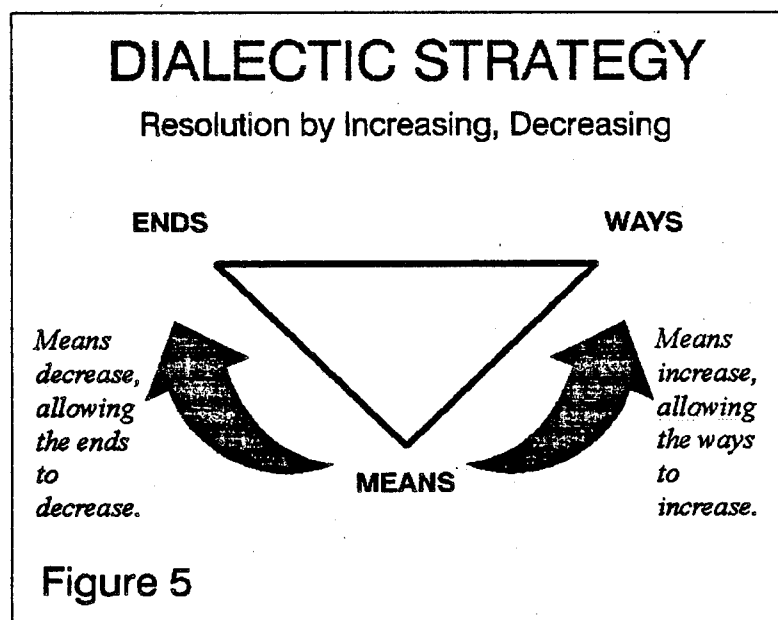 DIALECTIC STRATEGY
Resolution by Increasing, Decreasing
ENDS
WAYS
Means
decrease,
allowing
the ends
to
decrease.
Means
increase,
allowing
the ways
to
increase.
MEANS
Figure 5